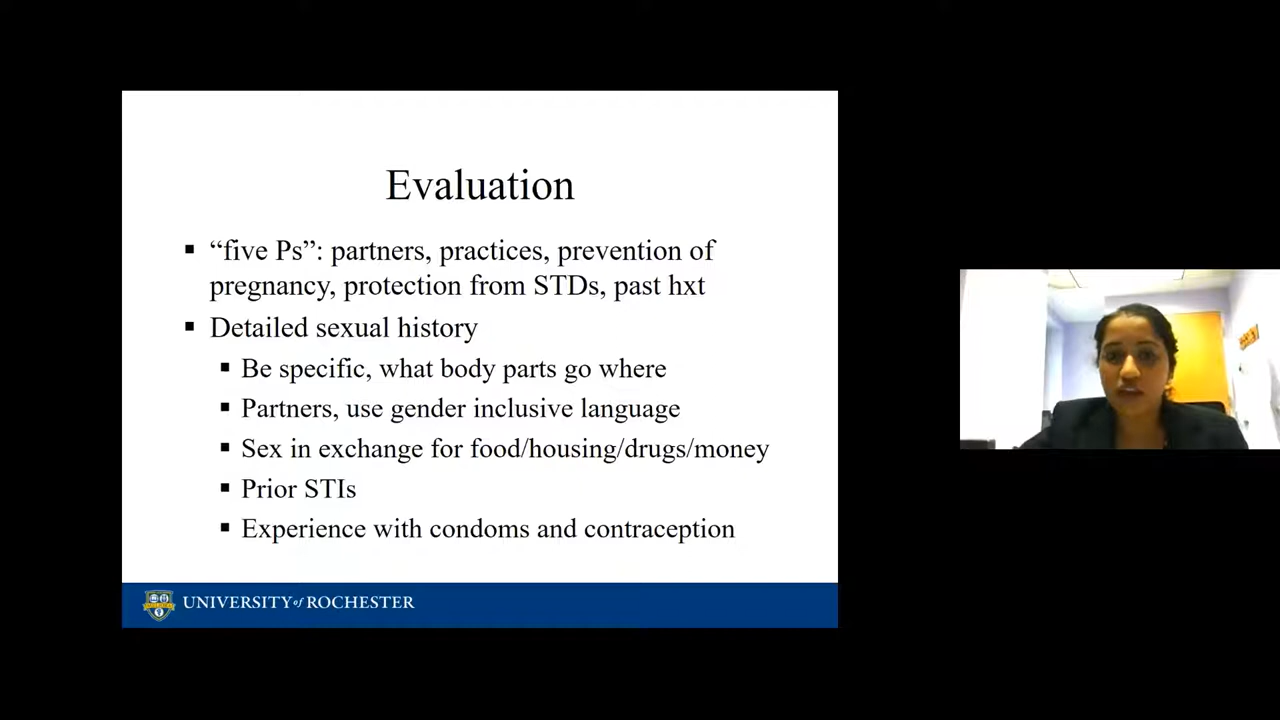 Evaluation
▪ “five Ps”: partners, practices, prevention of
pregnancy, protection from STDs, past hxt
▪ Detailed sexual history
▪ Be specific, what body parts go where
▪ Partners, use gender inclusive language
▪ Sex in exchange for food/housing/drugs/money
▪ Prior STIs
▪ Experience with condoms and contraception
UNIVERSITY of ROCHESTER